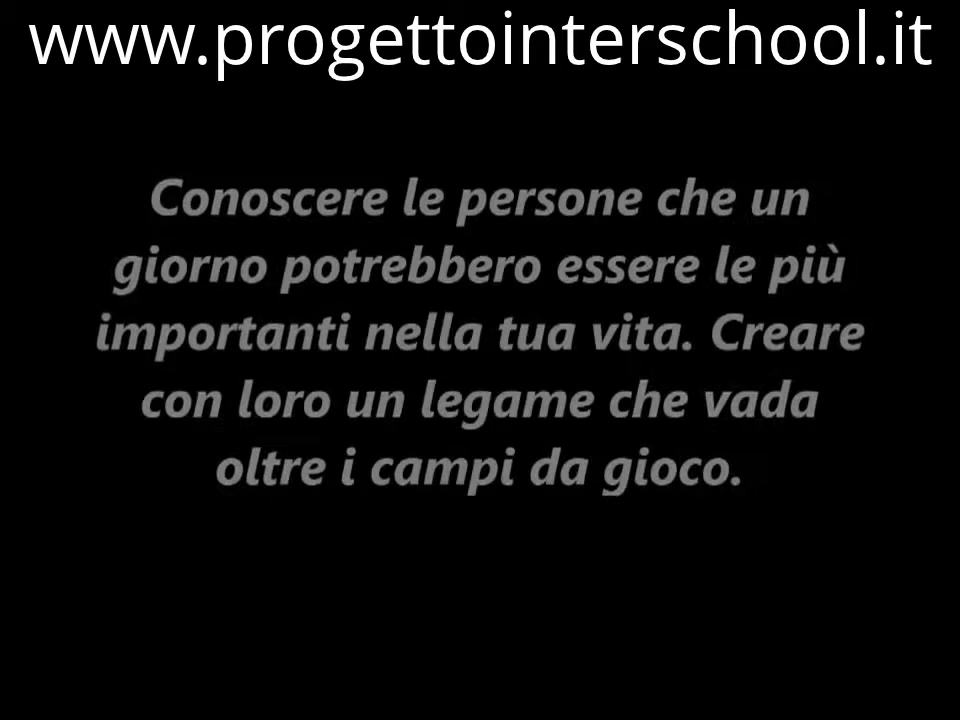 www.progettointerschool.it
Conoscere le persone che un
giorno potrebbero essere le più
importanti nella tua vita. Creare
con loro un legame che vada
oltre i campi da gioco.